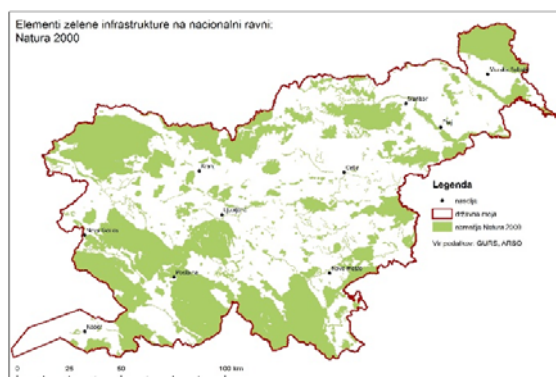 Elementi zelene infrastrukture na nacionalni ravni:
Natura 2000
Murska Sobota
Maribor
Ptuj
Kranj
Celje
Ljubljana
Nova Gorica
Postojna
Novo mesto
Koper
Legenda
naselja
državna meja
območja Natura 2000
Vir podatkov: GURS, ARSO
0 25 50 100 km